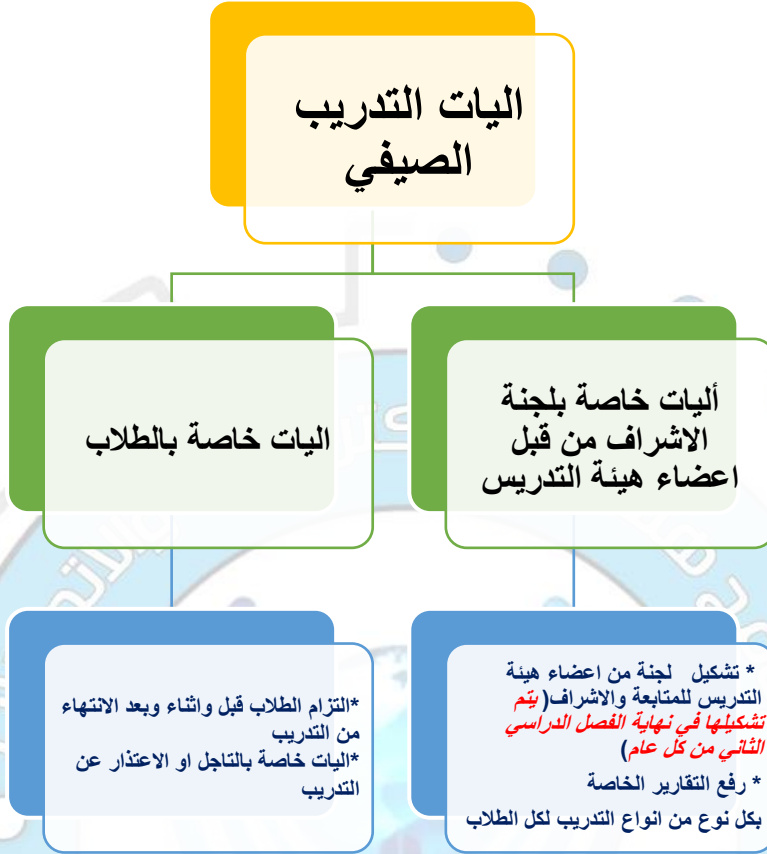 اليات التدريب
الصيفي
أليات خاصة بلجنة
الاشراف من قبل
اعضاء هيئة التدريس
اليات خاصة بالطلاب
* تشكيل لجنة من اعضاء هيئة
التدريس للمتابعة والاشراف( يتم
تشكيلها في نهاية الفصل الدراسي
الثاني من كل عام)
* رفع التقارير الخاصة
بكل نوع من انواع التدريب لكل الطلاب
*التزام الطلاب قبل واثناء وبعد الانتهاء
من التدريب
*اليات خاصة بالتاجل او الاعتذار عن
التدريب